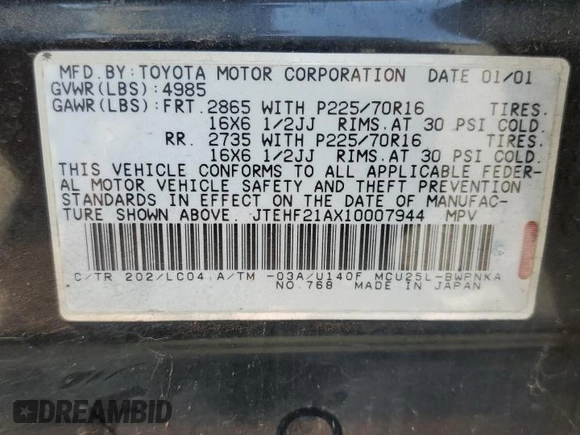 MFD.BY:TOYOTA MOTOR CORPORATION DATE 01/01
GVWR(LBS):4985
GAWR(LBS):FRT.2865 WITH P225/70R16 TIRES.
16X6 1/2JJ RIMS.AT 30 PSI COLD.
RR. 2735 WITH P225/70R16 TIRES.
16X6 1/2JJ RIMS.AT 30 PSI COLD.
THIS VEHICLE CONFORMS TO ALL APPLICABLE FEDER-
AL MOTOR VEHICLE SAFETY AND THEFT PREVENTION
STANDARDS IN EFFECT ON THE DATE OF MANUFAC-
TURE SHOWN ABOVE. JTEHF21AX10007944 MPV
C/TR 202/LC04 A/TM -03A/U140F MCU25L-BWPNKA
NO.768 MADE IN JAPAN
DREAMBID